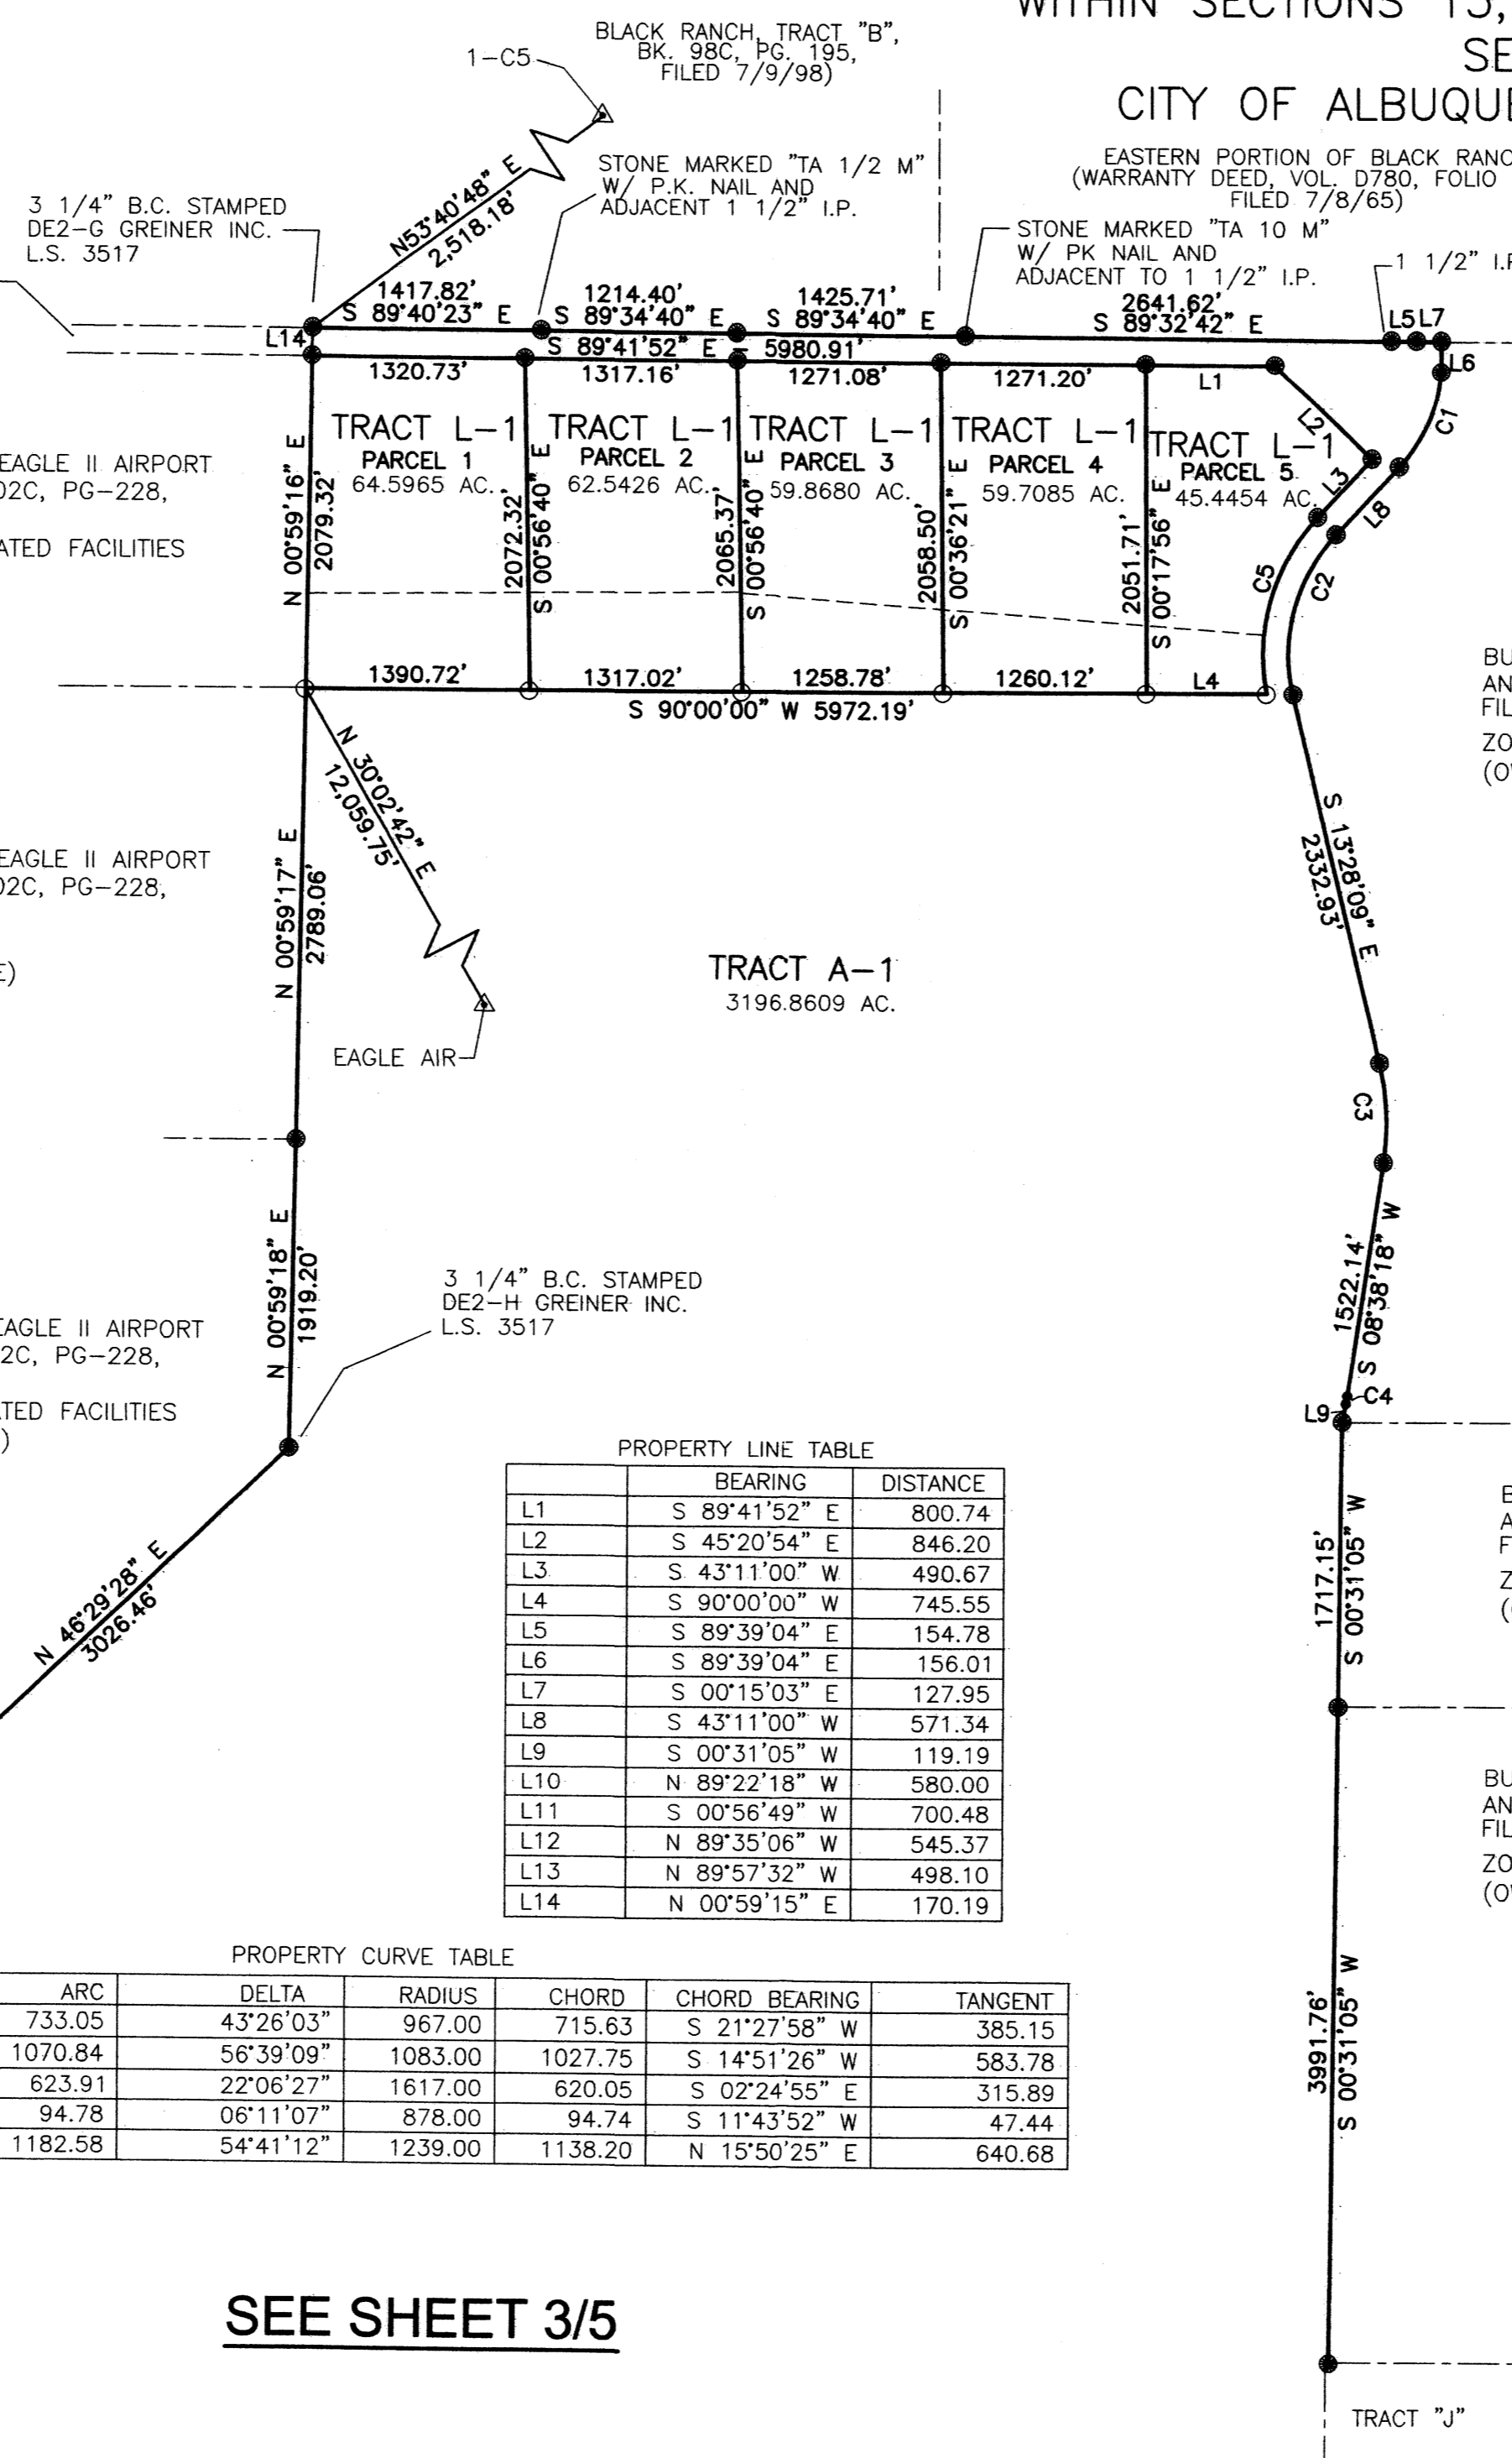 WITHIN SECTIONS 15,
SE
CITY OF ALBUQUE
BLACK RANCH, TRACT "B",
BK. 98C, PG. 195,
FILED 7/9/98)
1-C5
EASTERN PORTION OF BLACK RANC
(WARRANTY DEED, VOL. D780, FOLIO
FILED 7/8/65)
STONE MARKED "TA 1/2 M"
W/ P.K. NAIL AND
ADJACENT 1 1/2" I.P.
3 1/4" B.C. STAMPED
DE2-G GREINER INC.
L.S. 3517
STONE MARKED "TA 10 M"
W/ PK NAIL AND
ADJACENT TO 1 1/2" I.P.
1 1/2" I.P
N53°40'48" E
2,518.18'
1417.82'
S 89°40'23" E
1214.40'
S 89°34'40" E
1425.71'
S 89°34'40" E
2641.62'
S 89°32'42" E
L5
L7
L6
L14
S 89°41'52" E - 5980.91'
1320.73'
1317.16'
1271.08'
1271.20'
L1
L2
C1
L3
L8
C5
C2
TRACT L-1
PARCEL 1
64.5965 AC.
TRACT L-1
PARCEL 2
62.5426 AC.
TRACT L-1
PARCEL 3
59.8680 AC.
TRACT L-1
PARCEL 4
59.7085 AC.
TRACT L-1
PARCEL 5
45.4454 AC.
N 00°59'16" E
2079.32'
2072.32'
S 00°56'40" E
2065.37'
S 00°56'40" E
2058.50'
S 00°36'21" E
2051.71'
S 00°17'56" E
EAGLE II AIRPORT
02C, PG-228,
ATED FACILITIES
1390.72'
1317.02'
1258.78'
1260.12'
L4
S 90°00'00" W 5972.19'
BU
AN
FIL
ZO
(O
N 30°02'42" E
12,059.75'
S 13°28'09" E
2332.93'
N 00°59'17" E
2789.06'
EAGLE II AIRPORT
02C, PG-228,
E)
TRACT A-1
3196.8609 AC.
EAGLE AIR
C3
N 00°59'18" E
1919.20'
3 1/4" B.C. STAMPED
DE2-H GREINER INC.
L.S. 3517
1522.14'
S 08°38'18" W
EAGLE II AIRPORT
2C, PG-228,
TED FACILITIES
)
C4
L9
N 46°29'28" E
3026.46'
1717.15'
S 00°31'05" W
B
A
F
Z
(
PROPERTY LINE TABLE
BEARING DISTANCE
L1 S 89°41'52" E 800.74
L2 S 45°20'54" E 846.20
L3 S 43°11'00" W 490.67
L4 S 90°00'00" W 745.55
L5 S 89°39'04" E 154.78
L6 S 89°39'04" E 156.01
L7 S 00°15'03" E 127.95
L8 S 43°11'00" W 571.34
L9 S 00°31'05" W 119.19
L10 N 89°22'18" W 580.00
L11 S 00°56'49" W 700.48
L12 N 89°35'06" W 545.37
L13 N 89°57'32" W 498.10
L14 N 00°59'15" E 170.19
BU
AN
FIL
ZO
(O
PROPERTY CURVE TABLE
ARC DELTA RADIUS CHORD CHORD BEARING TANGENT
733.05 43°26'03" 967.00 715.63 S 21°27'58" W 385.15
1070.84 56°39'09" 1083.00 1027.75 S 14°51'26" W 583.78
623.91 22°06'27" 1617.00 620.05 S 02°24'55" E 315.89
94.78 06°11'07" 878.00 94.74 S 11°43'52" W 47.44
1182.58 54°41'12" 1239.00 1138.20 N 15°50'25" E 640.68
3991.76'
S 00°31'05" W
SEE SHEET 3/5
TRACT "J"